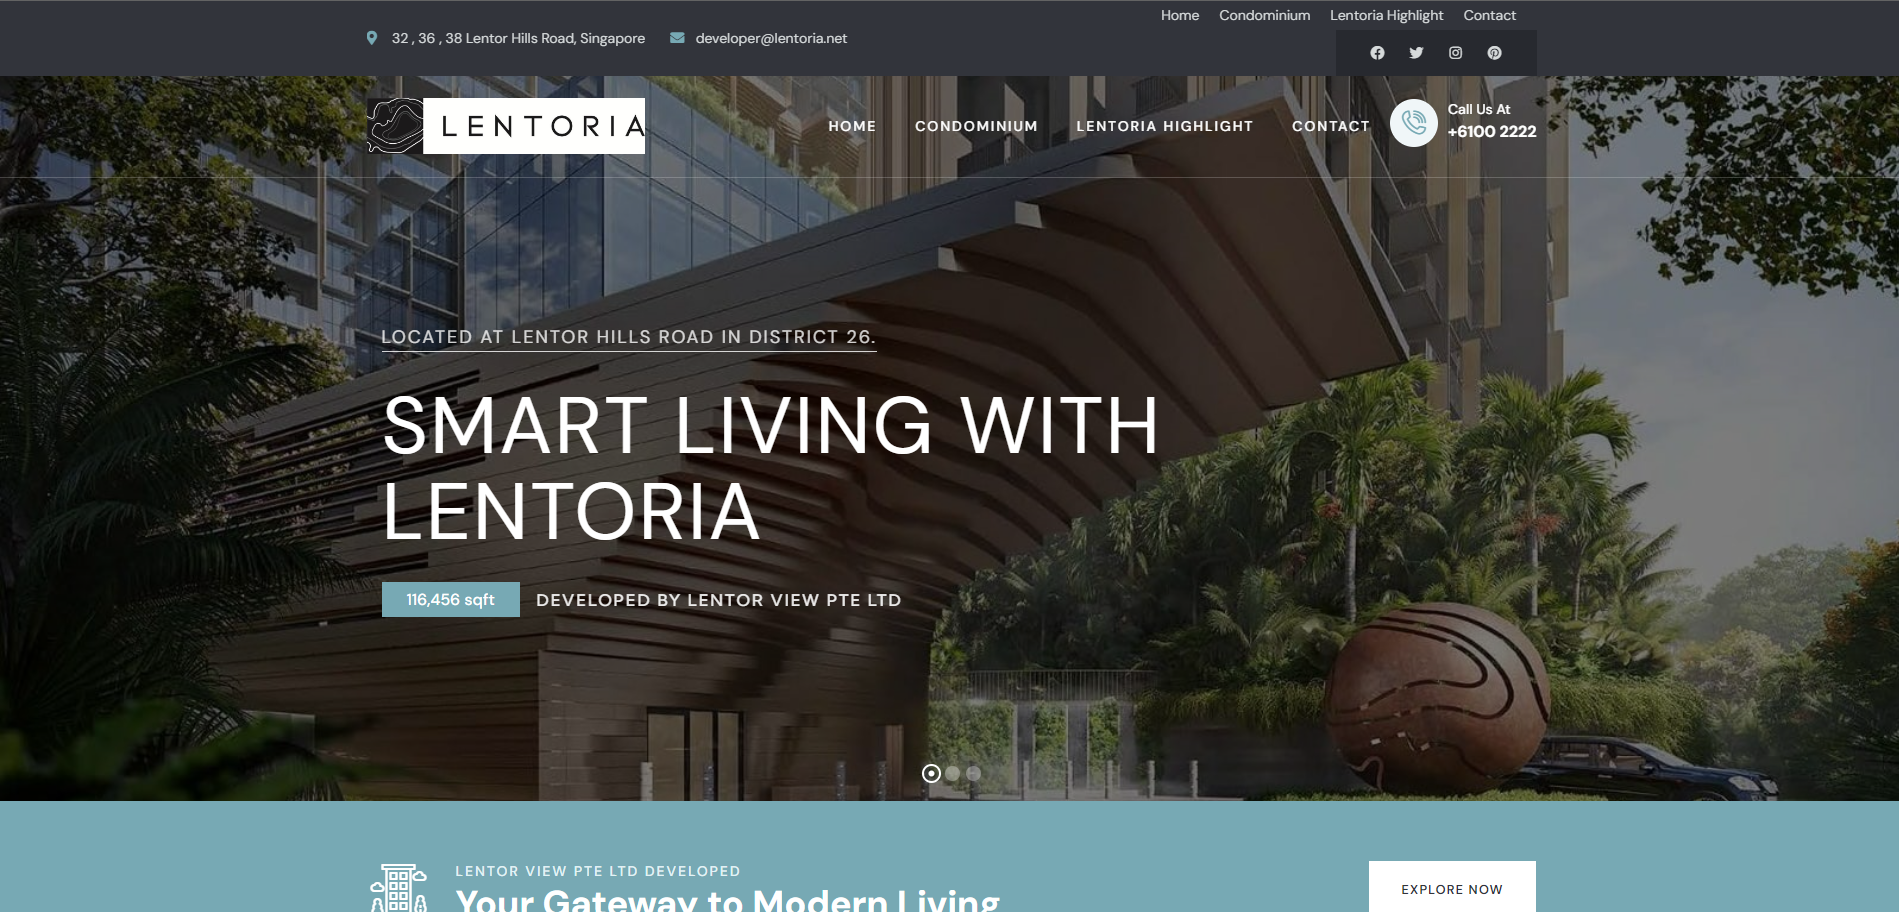 Home Condominium Lentoria Highlight Contact
32 , 36 , 38 Lentor Hills Road, Singapore developer@lentoria.net
LENTORIA
HOME CONDOMINIUM LENTORIA HIGHLIGHT CONTACT
Call Us At
+6100 2222
LOCATED AT LENTOR HILLS ROAD IN DISTRICT 26.
SMART LIVING WITH
LENTORIA
116,456 sqft DEVELOPED BY LENTOR VIEW PTE LTD
LENTOR VIEW PTE LTD DEVELOPED
Your Gateway to Modern Living
EXPLORE NOW